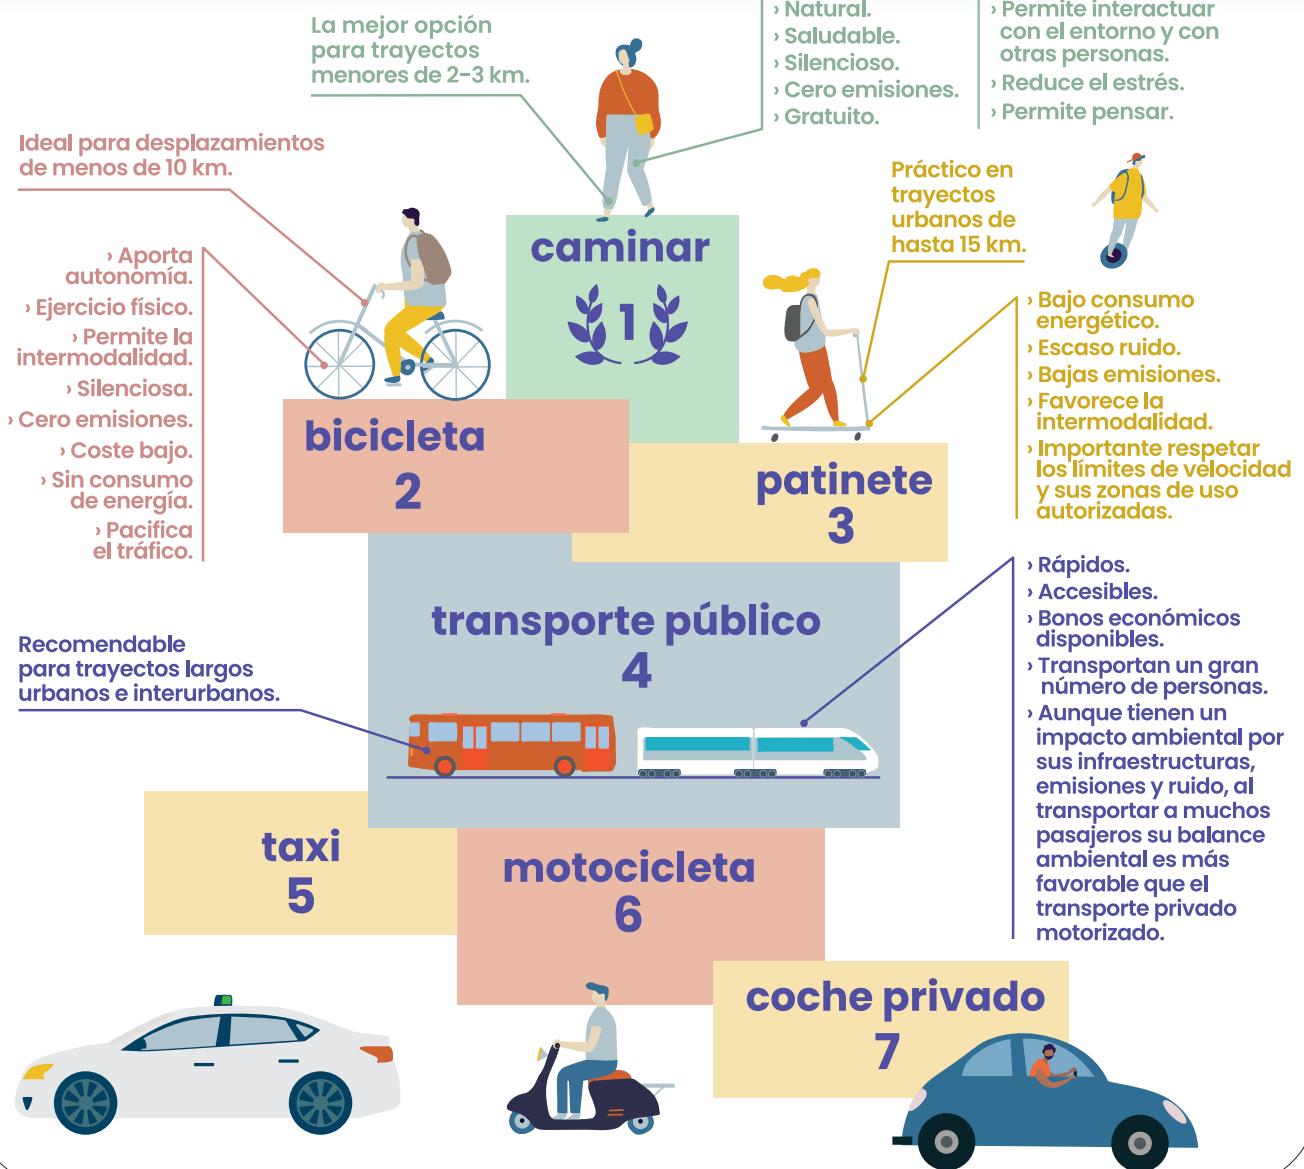 La mejor opción
para trayectos
menores de 2-3 km.
› Natural.
› Saludable.
› Silencioso.
› Cero emisiones.
› Gratuito.
› Permite interactuar
con el entorno y con
otras personas.
› Reduce el estrés.
› Permite pensar.
Ideal para desplazamientos
de menos de 10 km.
› Aporta
autonomía.
› Ejercicio físico.
› Permite la
intermodalidad.
› Silenciosa.
› Cero emisiones.
› Coste bajo.
› Sin consumo
de energía.
› Pacifica
el tráfico.
caminar
1
Práctico en
trayectos
urbanos de
hasta 15 km.
› Bajo consumo
energético.
› Escaso ruido.
› Bajas emisiones.
› Favorece la
intermodalidad.
› Importante respetar
los límites de velocidad
y sus zonas de uso
autorizadas.
bicicleta
2
patinete
3
transporte público
4
Recomendable
para trayectos largos
urbanos e interurbanos.
› Rápidos.
› Accesibles.
› Bonos económicos
disponibles.
› Transportan un gran
número de personas.
› Aunque tienen un
impacto ambiental por
sus infraestructuras,
emisiones y ruido, al
transportar a muchos
pasajeros su balance
ambiental es más
favorable que el
transporte privado
motorizado.
taxi
5
motocicleta
6
coche privado
7